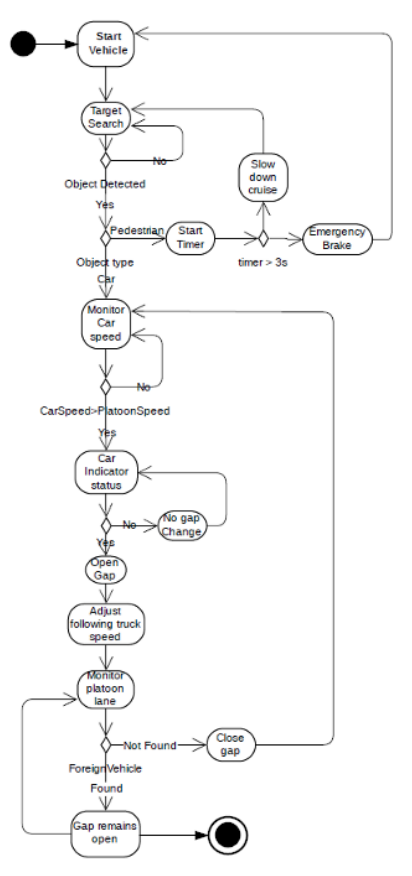 Start
Vehicle
Target
Search
No
Object Detected
Yes
Slow
down
cruise
Pedestrian
Start
Timer
Emergency
Brake
timer > 3s
Object type
Car
Monitor
Car
speed
No
CarSpeed>PlatoonSpeed
Yes
Car
Indicator
status
No
No gap
Change
Yes
Open
Gap
Adjust
following truck
speed
Monitor
platoon
lane
Not Found
Close
gap
ForeignVehicle
Found
Gap remains
open